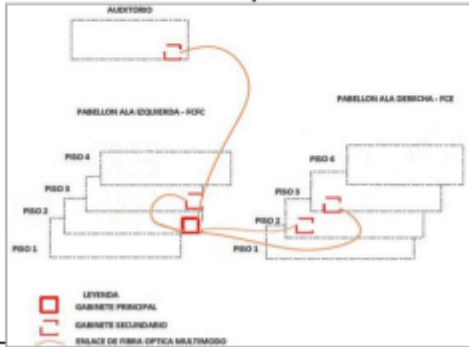 AUDITORIO
PABELLON ALA IZQUIERDA - FCFC
PABELLON ALA DERECHA - FCE
PISO 4
PISO 3
PISO 2
PISO 1
PISO 4
PISO 3
PISO 2
PISO 1
LEYENDA
GABINETE PRINCIPAL
GABINETE SECUNDARIO
ENLACE DE FIBRA OPTICA MULTIMODO